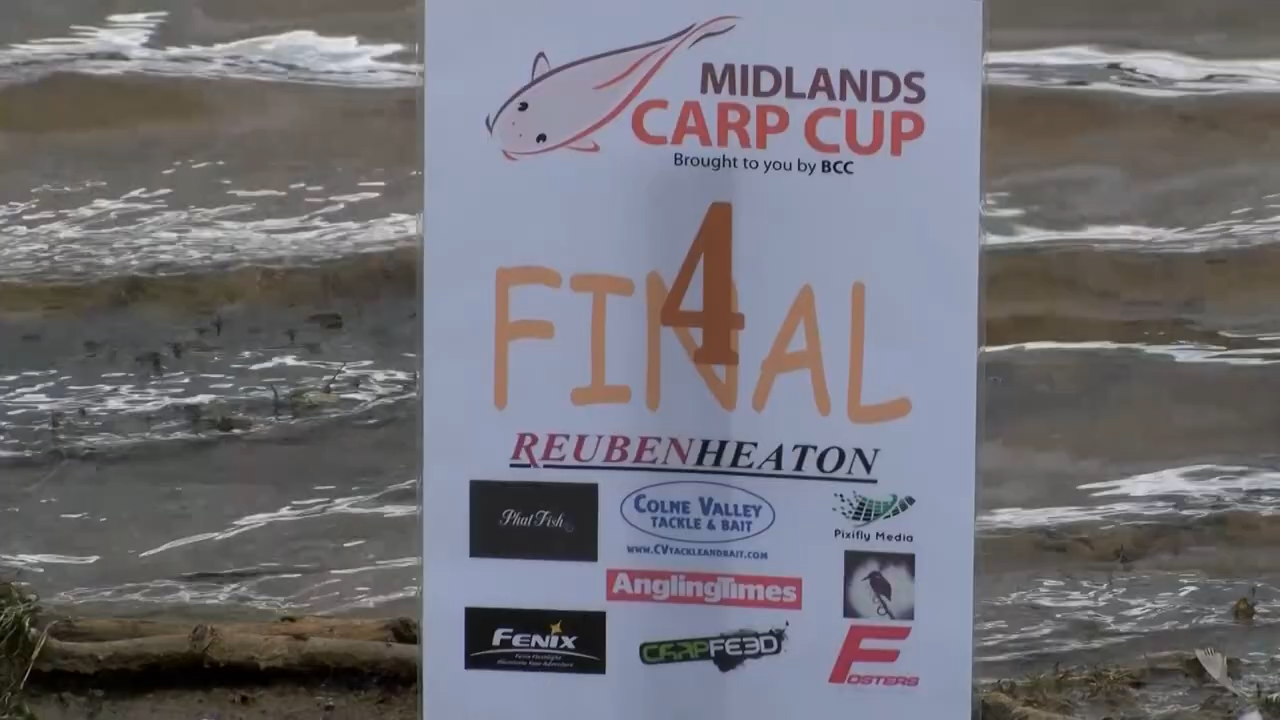 MIDLANDS
CARP CUP
Brought to you by BCC
4
FINAL
REUBENHEATON
Phat Fish
COLNE VALLEY
TACKLE & BAIT
WWW.CVTACKLEANDBAIT.COM
Pixifly Media
AnglingTimes
FENIX
CARPFEED
FOSTERS